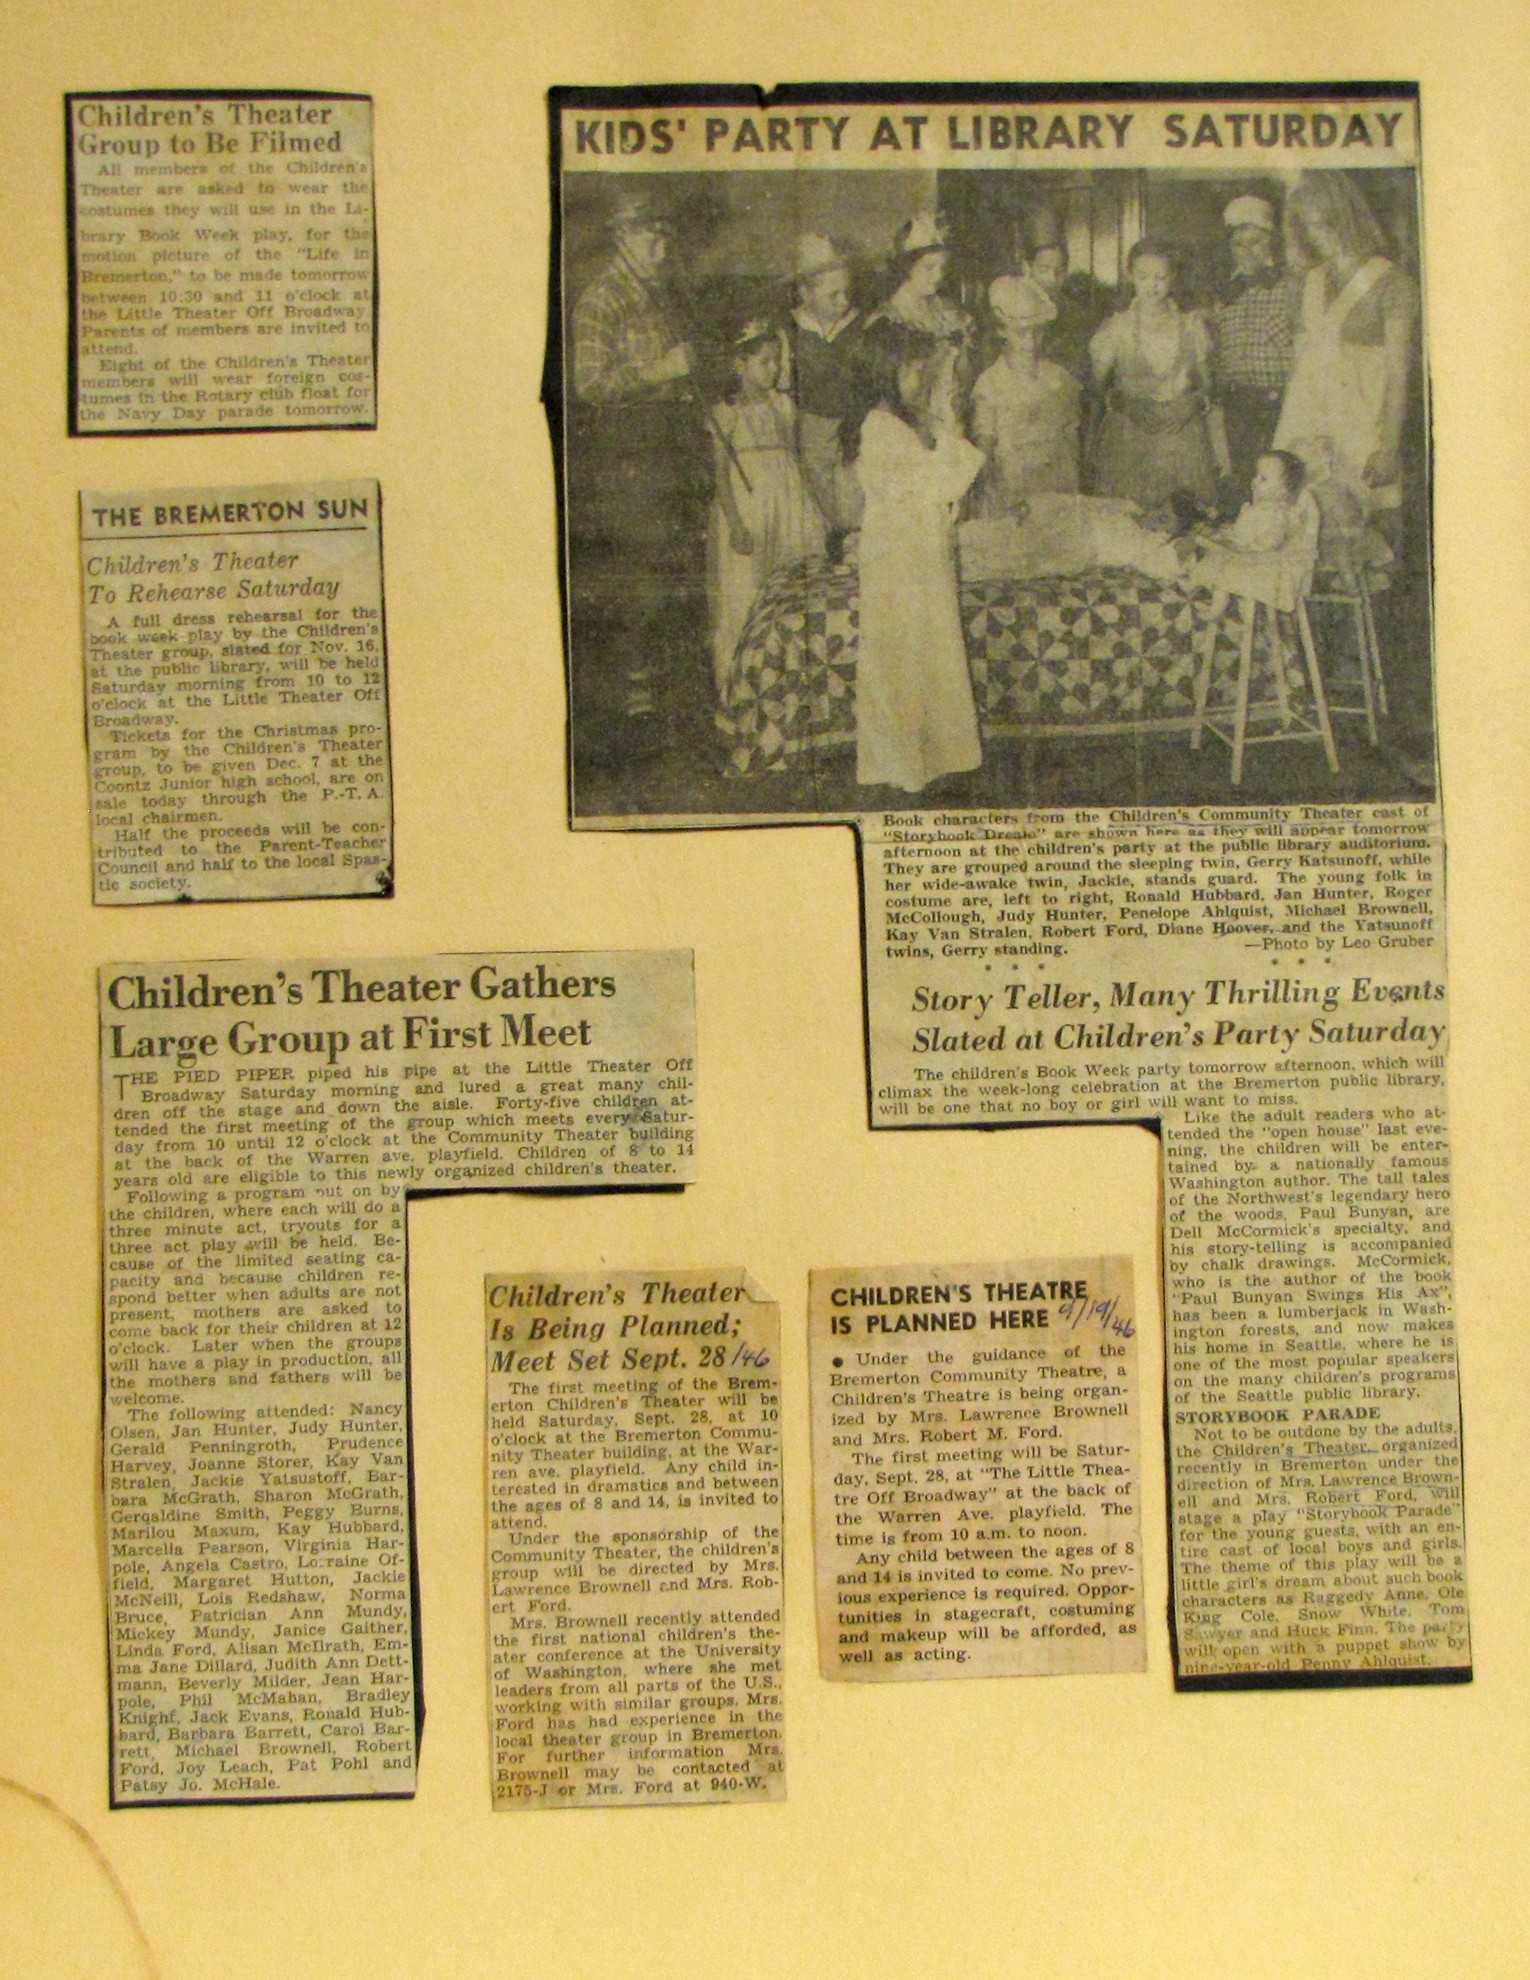 Children's Theater
Group to Be Filmed
All members of the Children's
Theater are asked to wear the
costumes they will use in the Li-
brary Book Week play, for the
motion picture of the "Life in
Bremerton," to be made tomorrow
between 10:30 and 11 o'clock at
the Little Theater Off Broadway.
Parents of members are invited to
attend.
Eight of the Children's Theater
members will wear foreign cos-
tumes in the Rotary club float for
the Navy Day parade tomorrow.
THE BREMERTON SUN
Children's Theater
To Rehearse Saturday
A full dress rehearsal for the
book week play by the Children's
Theater group, slated for Nov. 16,
at the public library, will be held
Saturday morning from 10 to 12
o'clock at the Little Theater Off
Broadway.
Tickets for the Christmas pro-
gram by the Children's Theater
group, to be given Dec. 7 at the
Coontz Junior high school, are on
sale today through the P.-T. A.
local chairmen.
Half the proceeds will be con-
tributed to the Parent-Teacher
Council and half to the local Spas-
tic society.
Children's Theater Gathers
Large Group at First Meet
THE PIED PIPER piped his pipe at the Little Theater Off
Broadway Saturday morning and lured a great many chil-
dren off the stage and down the aisle. Forty-five children at-
tended the first meeting of the group which meets every Satur-
day from 10 until 12 o'clock at the Community Theater building
at the back of the Warren ave. playfield. Children of 8 to 14
years old are eligible to this newly organized children's theater.
Following a program put on by
the children, where each will do a
three minute act, tryouts for a
three act play will be held. Be-
cause of the limited seating ca-
pacity and because children re-
spond better when adults are not
present, mothers are asked to
come back for their children at 12
o'clock. Later when the groups
will have a play in production, all
the mothers and fathers will be
welcome.
The following attended: Nancy
Olsen, Jan Hunter, Judy Hunter,
Gerald Penningroth, Prudence
Harvey, Joanne Storer, Kay Van
Stralen, Jackie Yatsustoff, Bar-
bara McGrath, Sharon McGrath,
Gerqaldine Smith, Peggy Burns,
Marilou Maxum, Kay Hubbard,
Marcella Pearson, Virginia Har-
pole, Angela Castro, Lorraine Of-
field, Margaret Hutton, Jackie
McNeill, Lois Redshaw, Norma
Bruce, Patrician Ann Mundy,
Mickey Mundy, Janice Gaither,
Linda Ford, Alisan McIlrath, Em-
ma Jane Dillard, Judith Ann Dett-
mann, Beverly Milder, Jean Har-
pole, Phil McMahan, Bradley
Knight, Jack Evans, Ronald Hub-
bard, Barbara Barrett, Carol Bar-
rett, Michael Brownell, Robert
Ford, Joy Leach, Pat Pohl and
Patsy Jo. McHale.
Children's Theater
Is Being Planned;
Meet Set Sept. 28 /46
The first meeting of the Brem-
erton Children's Theater will be
held Saturday, Sept. 28, at 10
o'clock at the Bremerton Commu-
nity Theater building, at the War-
ren ave. playfield. Any child in-
terested in dramatics and between
the ages of 8 and 14, is invited to
attend.
Under the sponsorship of the
Community Theater, the children's
group will be directed by Mrs.
Lawrence Brownell and Mrs. Rob-
ert Ford.
Mrs. Brownell recently attended
the first national children's the-
ater conference at the University
of Washington, where she met
leaders from all parts of the U.S.,
working with similar groups. Mrs.
Ford has had experience in the
local theater group in Bremerton.
For further information Mrs.
Brownell may be contacted at
2175-J or Mrs. Ford at 940-W.
CHILDREN'S THEATRE
IS PLANNED HERE 9/19/46
● Under the guidance of the
Bremerton Community Theatre, a
Children's Theatre is being organ-
ized by Mrs. Lawrence Brownell
and Mrs. Robert M. Ford.
The first meeting will be Satur-
day, Sept. 28, at "The Little Thea-
tre Off Broadway" at the back of
the Warren Ave. playfield. The
time is from 10 a.m. to noon.
Any child between the ages of 8
and 14 is invited to come. No prev-
ious experience is required. Oppor-
tunities in stagecraft, costuming
and makeup will be afforded, as
well as acting.
KIDS' PARTY AT LIBRARY SATURDAY
Book characters from the Children's Community Theater cast of
"Storybook Dream" are shown here as they will appear tomorrow
afternoon at the children's party at the public library auditorium.
They are grouped around the sleeping twin, Gerry Katsunoff, while
her wide-awake twin, Jackie, stands guard. The young folk in
costume are, left to right, Ronald Hubbard, Jan Hunter, Roger
McCollough, Judy Hunter, Penelope Ahlquist, Michael Brownell,
Kay Van Stralen, Robert Ford, Diane Hoover, and the Yatsunoff
twins, Gerry standing. —Photo by Leo Gruber
* * * * * *
Story Teller, Many Thrilling Events
Slated at Children's Party Saturday
The children's Book Week party tomorrow afternoon, which will
climax the week-long celebration at the Bremerton public library,
will be one that no boy or girl will want to miss.
Like the adult readers who at-
tended the "open house" last eve-
ning, the children will be enter-
tained by a nationally famous
Washington author. The tall tales
of the Northwest's legendary hero
of the woods, Paul Bunyan, are
Dell McCormick's specialty, and
his story-telling is accompanied
by chalk drawings. McCormick,
who is the author of the book
"Paul Bunyan Swings His Ax",
has been a lumberjack in Wash-
ington forests, and now makes
his home in Seattle, where he is
one of the most popular speakers
on the many children's programs
of the Seattle public library.
STORYBOOK PARADE
Not to be outdone by the adults,
the Children's Theater, organized
recently in Bremerton under the
direction of Mrs. Lawrence Brown-
ell and Mrs. Robert Ford, will
stage a play "Storybook Parade"
for the young guests, with an en-
tire cast of local boys and girls.
The theme of this play will be a
little girl's dream about such book
characters as Raggedy Anne, Ole
King Cole, Snow White, Tom
Sawyer and Huck Finn. The party
will open with a puppet show by
nine-year-old Penny Ahlquist.